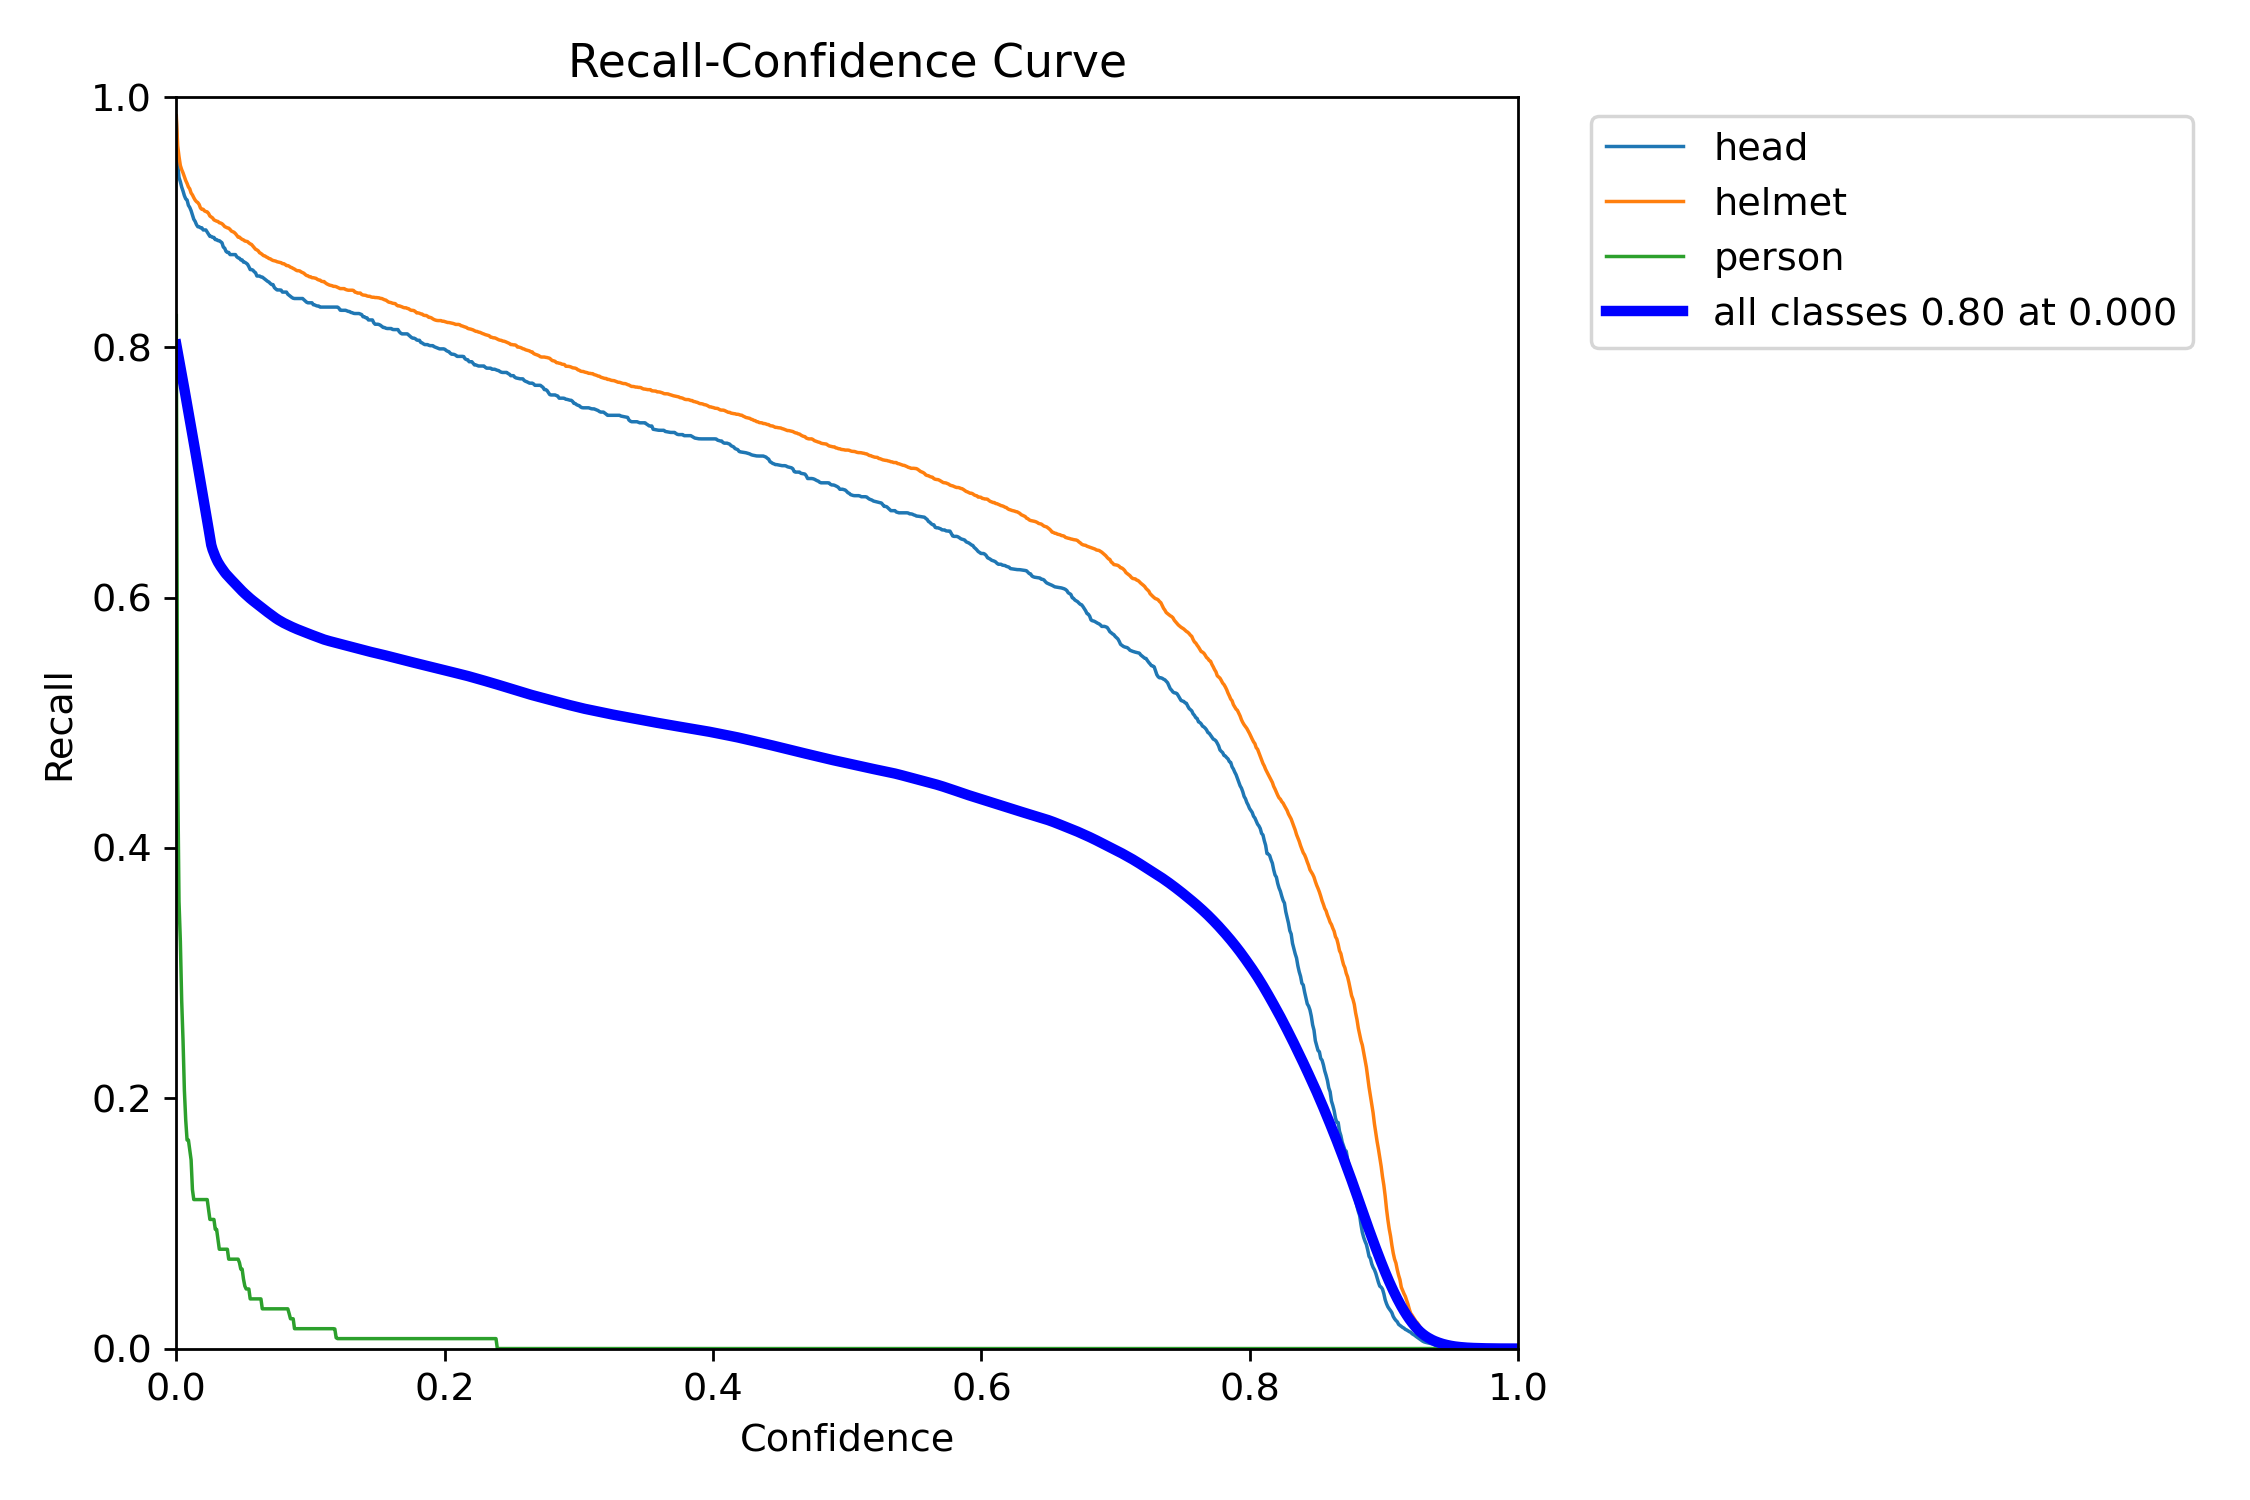 Recall-Confidence Curve
1.0
0.8
0.6
0.4
0.2
0.0
Recall
0.0 0.2 0.4 0.6 0.8 1.0
Confidence
head
helmet
person
all classes 0.80 at 0.000